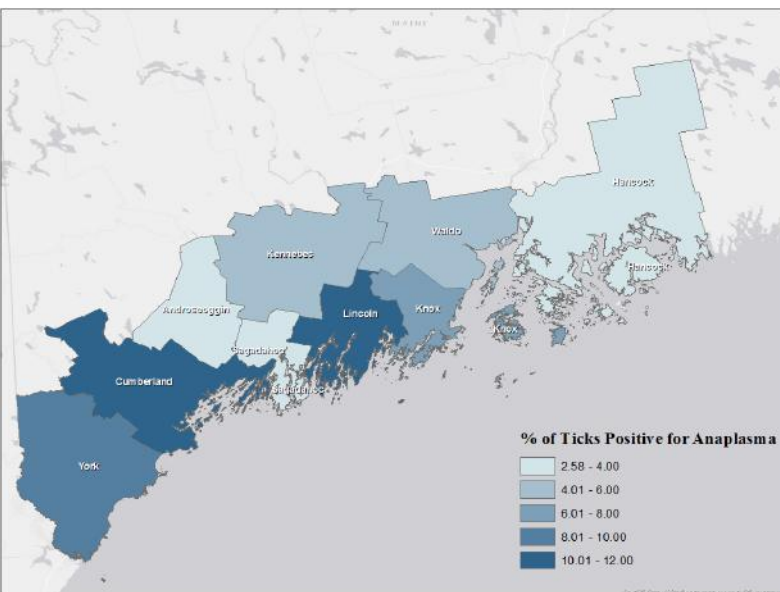 MAINE
Hancock
Waldo
Kennebec
Hancock
Androscoggin
Lincoln
Knox
Knox
Sagadahoc
Cumberland
Sagadahoc
York
% of Ticks Positive for Anaplasma
2.58 - 4.00
4.01 - 6.00
6.01 - 8.00
8.01 - 10.00
10.01 - 12.00